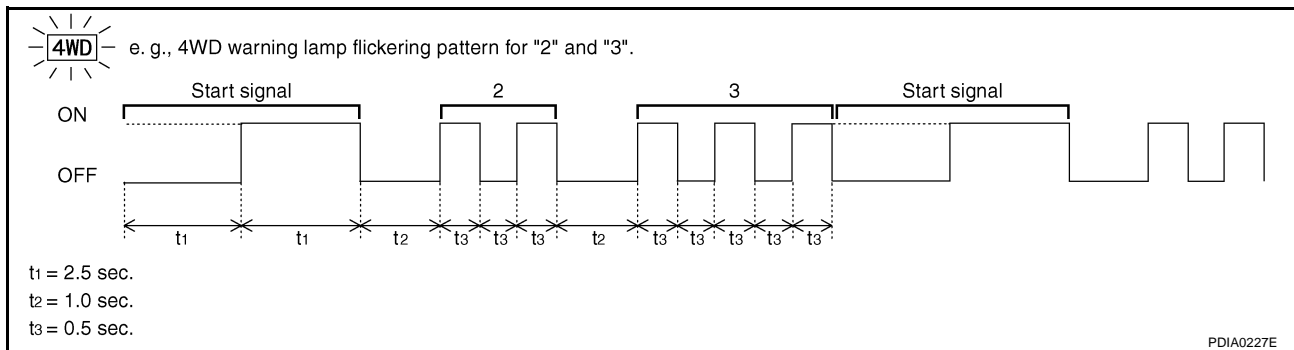 4WD e. g., 4WD warning lamp flickering pattern for "2" and "3".
Start signal 2 3 Start signal
ON
OFF
t1 t1 t2 t3 t3 t3 t2 t3 t3 t3 t3 t3
t1 = 2.5 sec.
t2 = 1.0 sec.
t3 = 0.5 sec.
PDIA0227E